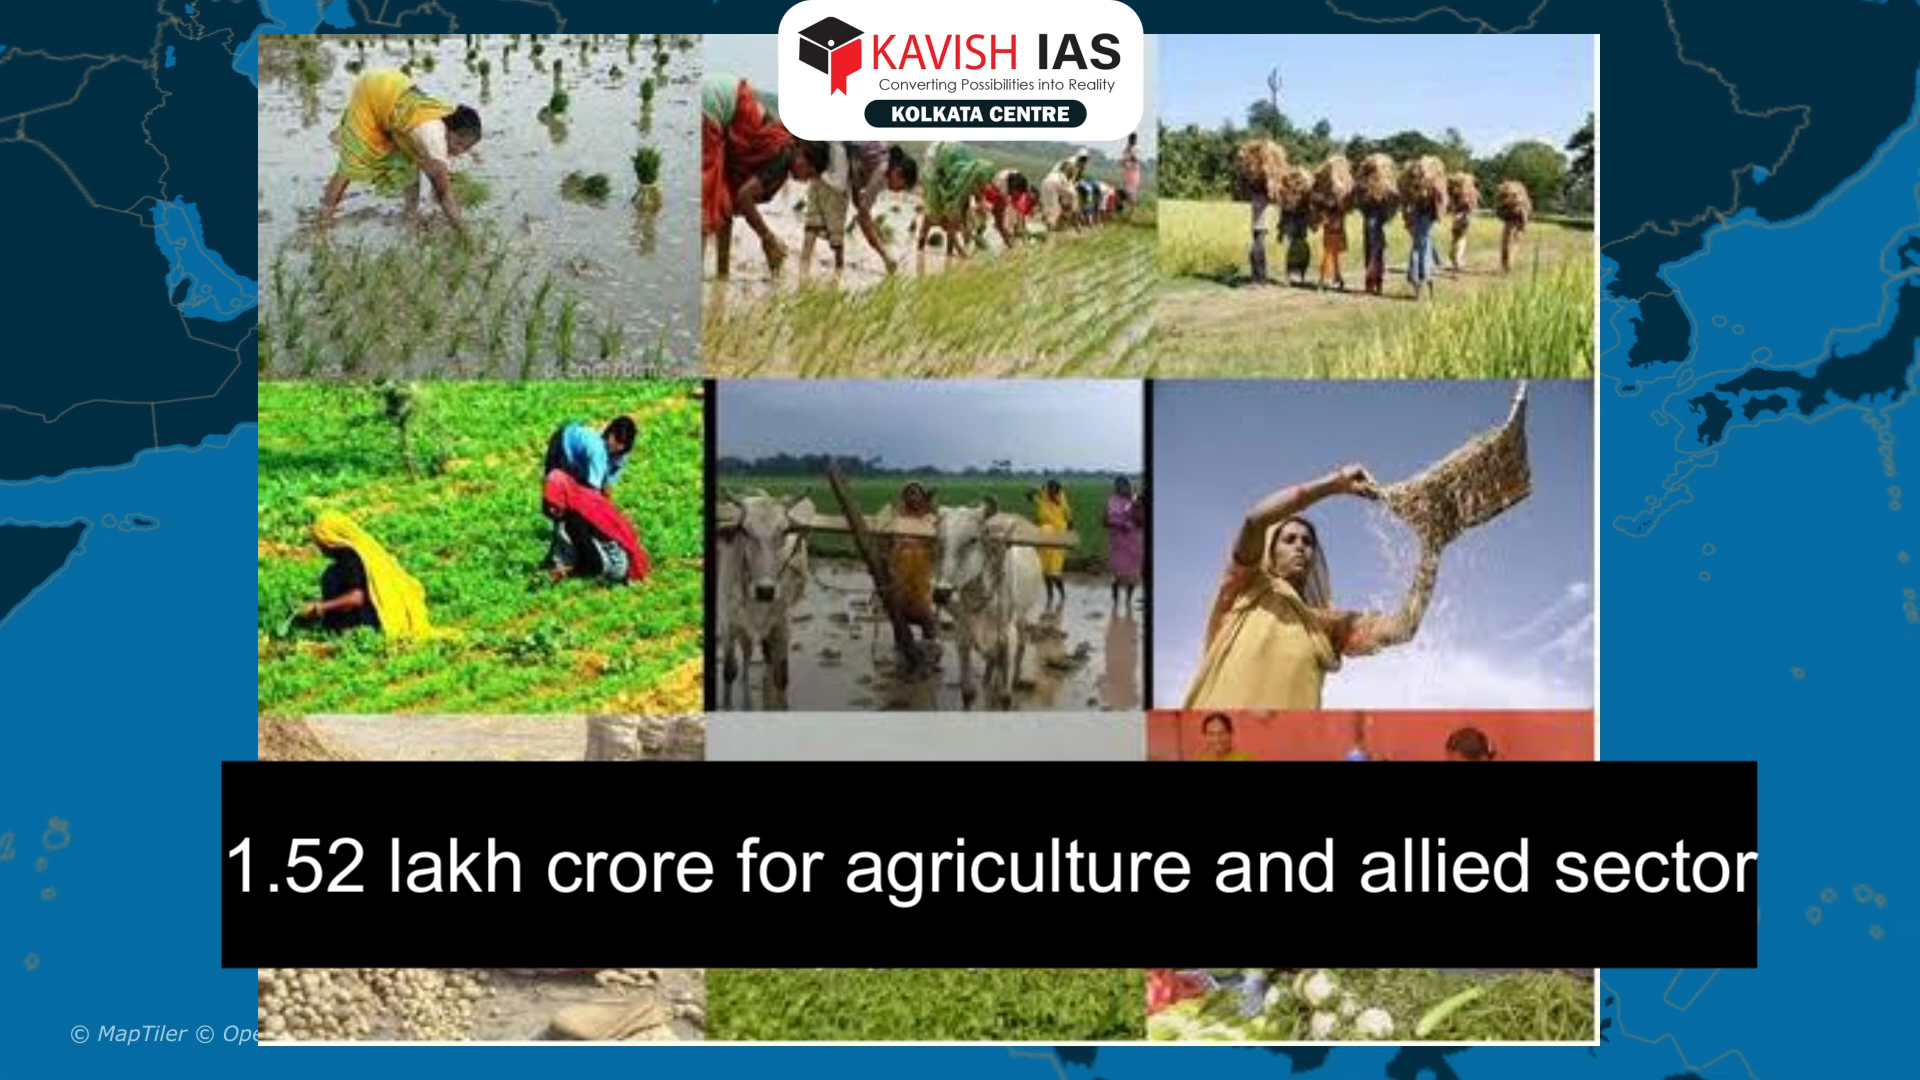 KAVISH IAS
Converting Possibilities into Reality
KOLKATA CENTRE
1.52 lakh crore for agriculture and allied sector
© MapTiler © Ope